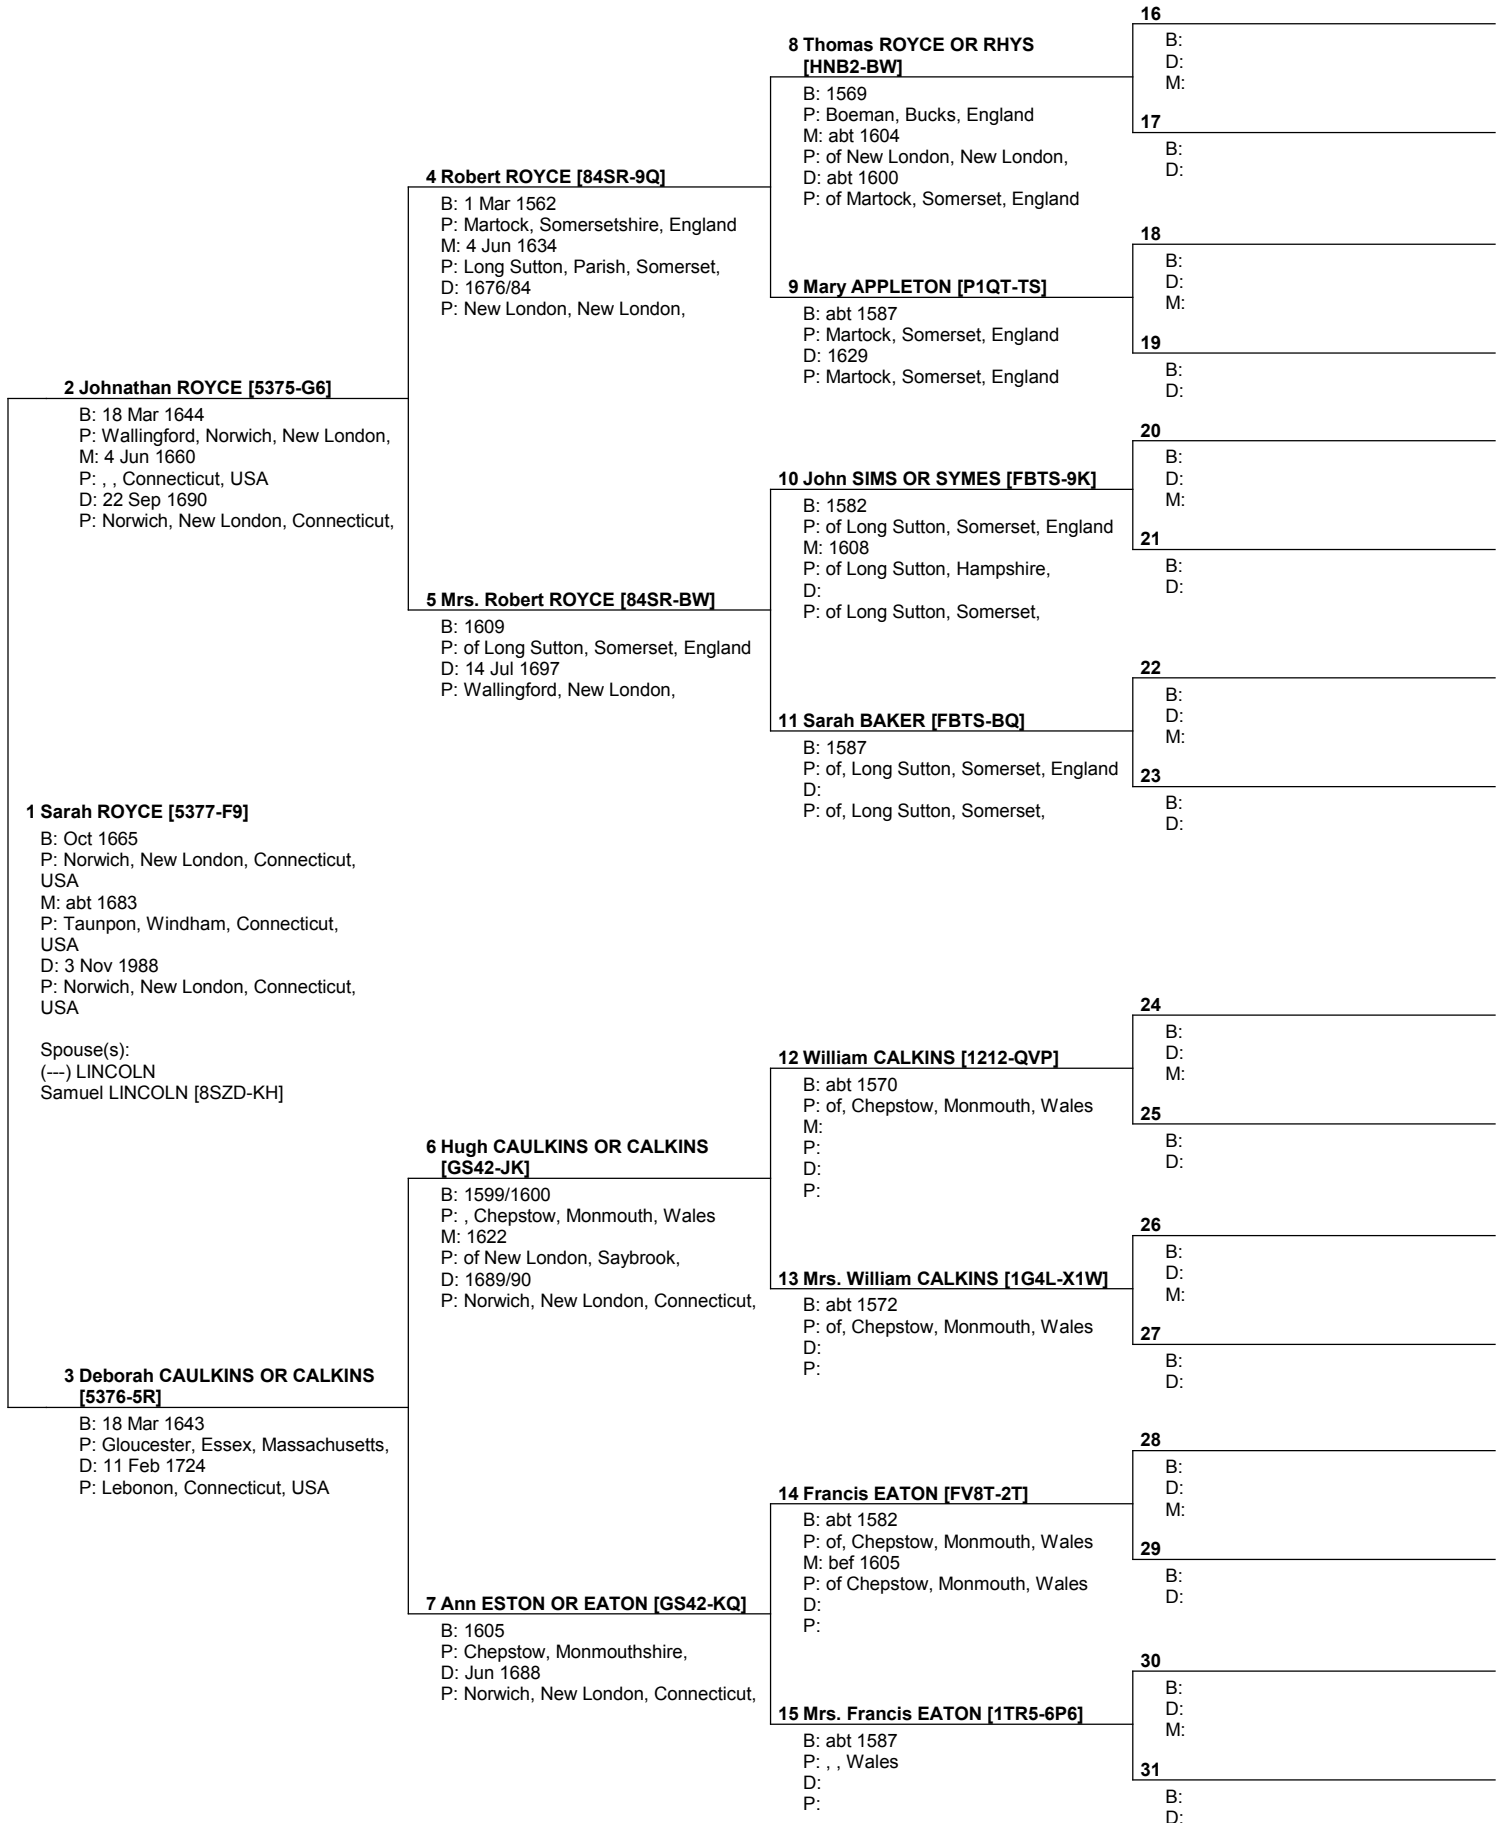 1 Sarah ROYCE [5377-F9]
B: Oct 1665
P: Norwich, New London, Connecticut,
USA
M: abt 1683
P: Taunpon, Windham, Connecticut,
USA
D: 3 Nov 1988
P: Norwich, New London, Connecticut,
USA
Spouse(s):
(---) LINCOLN
Samuel LINCOLN [8SZD-KH]
2 Johnathan ROYCE [5375-G6]
B: 18 Mar 1644
P: Wallingford, Norwich, New London,
M: 4 Jun 1660
P: , , Connecticut, USA
D: 22 Sep 1690
P: Norwich, New London, Connecticut,
3 Deborah CAULKINS OR CALKINS
[5376-5R]
B: 18 Mar 1643
P: Gloucester, Essex, Massachusetts,
D: 11 Feb 1724
P: Lebonon, Connecticut, USA
4 Robert ROYCE [84SR-9Q]
B: 1 Mar 1562
P: Martock, Somersetshire, England
M: 4 Jun 1634
P: Long Sutton, Parish, Somerset,
D: 1676/84
P: New London, New London,
5 Mrs. Robert ROYCE [84SR-BW]
B: 1609
P: of Long Sutton, Somerset, England
D: 14 Jul 1697
P: Wallingford, New London,
6 Hugh CAULKINS OR CALKINS
[GS42-JK]
B: 1599/1600
P: , Chepstow, Monmouth, Wales
M: 1622
P: of New London, Saybrook,
D: 1689/90
P: Norwich, New London, Connecticut,
7 Ann ESTON OR EATON [GS42-KQ]
B: 1605
P: Chepstow, Monmouthshire,
D: Jun 1688
P: Norwich, New London, Connecticut,
8 Thomas ROYCE OR RHYS
[HNB2-BW]
B: 1569
P: Boeman, Bucks, England
M: abt 1604
P: of New London, New London,
D: abt 1600
P: of Martock, Somerset, England
9 Mary APPLETON [P1QT-TS]
B: abt 1587
P: Martock, Somerset, England
D: 1629
P: Martock, Somerset, England
10 John SIMS OR SYMES [FBTS-9K]
B: 1582
P: of Long Sutton, Somerset, England
M: 1608
P: of Long Sutton, Hampshire,
D:
P: of Long Sutton, Somerset,
11 Sarah BAKER [FBTS-BQ]
B: 1587
P: of, Long Sutton, Somerset, England
D:
P: of, Long Sutton, Somerset,
12 William CALKINS [1212-QVP]
B: abt 1570
P: of, Chepstow, Monmouth, Wales
M:
P:
D:
P:
13 Mrs. William CALKINS [1G4L-X1W]
B: abt 1572
P: of, Chepstow, Monmouth, Wales
D:
P:
14 Francis EATON [FV8T-2T]
B: abt 1582
P: of, Chepstow, Monmouth, Wales
M: bef 1605
P: of Chepstow, Monmouth, Wales
D:
P:
15 Mrs. Francis EATON [1TR5-6P6]
B: abt 1587
P: , , Wales
D:
P:
16
B:
D:
M:
17
B:
D:
18
B:
D:
M:
19
B:
D:
20
B:
D:
M:
21
B:
D:
22
B:
D:
M:
23
B:
D:
24
B:
D:
M:
25
B:
D:
26
B:
D:
M:
27
B:
D:
28
B:
D:
M:
29
B:
D:
30
B:
D:
M:
31
B:
D: